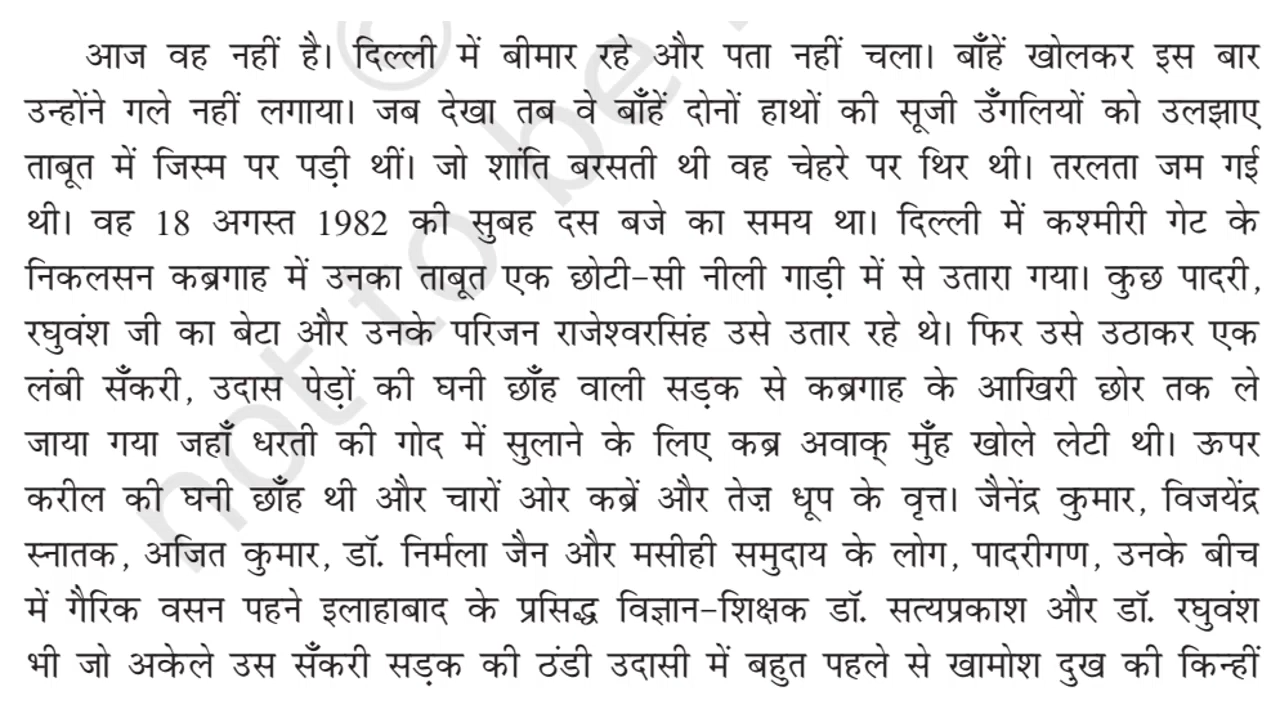 आज वह नहीं है। दिल्ली में बीमार रहे और पता नहीं चला। बाँहें खोलकर इस बार
उन्होंने गले नहीं लगाया। जब देखा तब वे बाँहें दोनों हाथों की सूजी उँगलियों को उलझाए
ताबूत में जिस्म पर पड़ी थीं। जो शांति बरसती थी वह चेहरे पर थिर थी। तरलता जम गई
थी। वह 18 अगस्त 1982 की सुबह दस बजे का समय था। दिल्ली में कश्मीरी गेट के
निकलसन कब्रगाह में उनका ताबूत एक छोटी-सी नीली गाड़ी में से उतारा गया। कुछ पादरी,
रघुवंश जी का बेटा और उनके परिजन राजेश्वरसिंह उसे उतार रहे थे। फिर उसे उठाकर एक
लंबी सँकरी, उदास पेड़ों की घनी छाँह वाली सड़क से कब्रगाह के आखिरी छोर तक ले
जाया गया जहाँ धरती की गोद में सुलाने के लिए कब्र अवाक् मुँह खोले लेटी थी। ऊपर
करील की घनी छाँह थी और चारों ओर कब्रें और तेज़ धूप के वृत्त। जैनेंद्र कुमार, विजयेंद्र
स्नातक, अजित कुमार, डॉ. निर्मला जैन और मसीही समुदाय के लोग, पादरीगण, उनके बीच
में गैरिक वसन पहने इलाहाबाद के प्रसिद्ध विज्ञान-शिक्षक डॉ. सत्यप्रकाश और डॉ. रघुवंश
भी जो अकेले उस सँकरी सड़क की ठंडी उदासी में बहुत पहले से खामोश दुख की किन्हीं
not to be